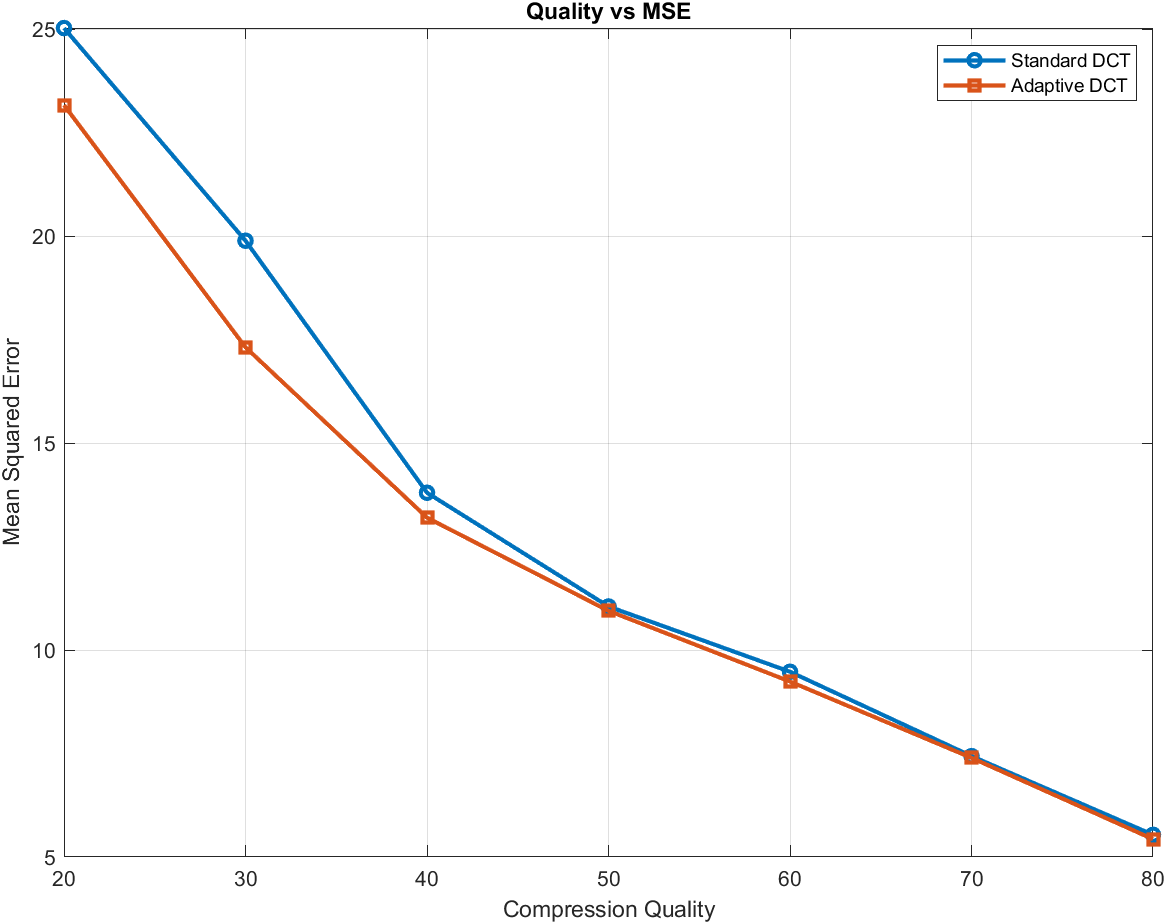 Quality vs MSE
Standard DCT
Adaptive DCT
25
20
15
10
5
Mean Squared Error
20 30 40 50 60 70 80
Compression Quality